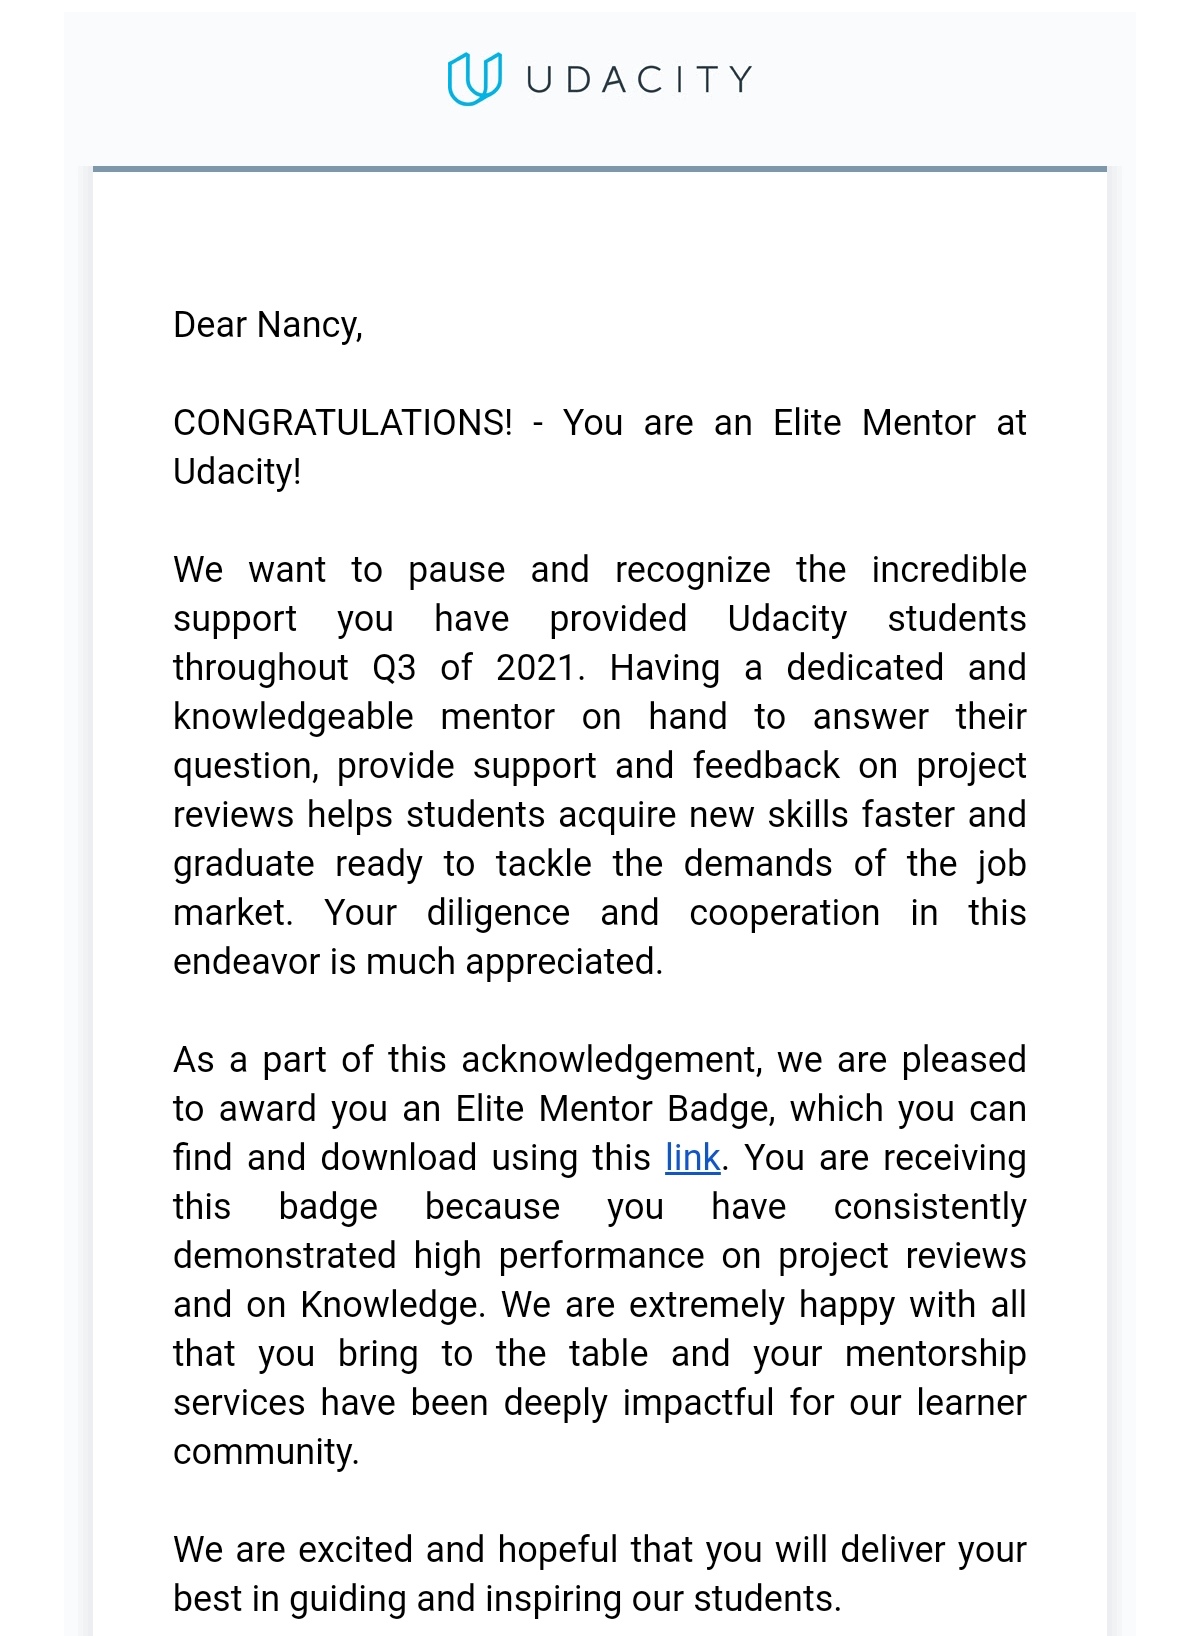 UDACITY
Dear Nancy,
CONGRATULATIONS! - You are an Elite Mentor at
Udacity!
We want to pause and recognize the incredible
support you have provided Udacity students
throughout Q3 of 2021. Having a dedicated and
knowledgeable mentor on hand to answer their
question, provide support and feedback on project
reviews helps students acquire new skills faster and
graduate ready to tackle the demands of the job
market. Your diligence and cooperation in this
endeavor is much appreciated.
As a part of this acknowledgement, we are pleased
to award you an Elite Mentor Badge, which you can
find and download using this link. You are receiving
this badge because you have consistently
demonstrated high performance on project reviews
and on Knowledge. We are extremely happy with all
that you bring to the table and your mentorship
services have been deeply impactful for our learner
community.
We are excited and hopeful that you will deliver your
best in guiding and inspiring our students.